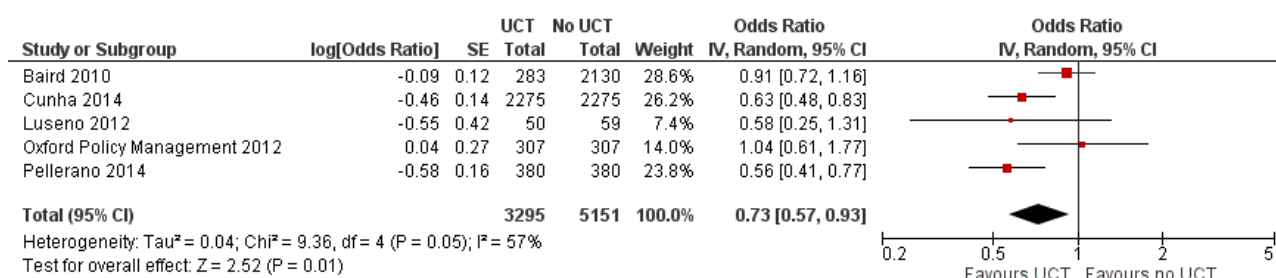 UCT No UCT Odds Ratio Odds Ratio
Study or Subgroup log[Odds Ratio] SE Total Total Weight IV, Random, 95% CI IV, Random, 95% CI
Baird 2010 -0.09 0.12 283 2130 28.6% 0.91 [0.72, 1.16]
Cunha 2014 -0.46 0.14 2275 2275 26.2% 0.63 [0.48, 0.83]
Luseno 2012 -0.55 0.42 50 59 7.4% 0.58 [0.25, 1.31]
Oxford Policy Management 2012 0.04 0.27 307 307 14.0% 1.04 [0.61, 1.77]
Pellerano 2014 -0.58 0.16 380 380 23.8% 0.56 [0.41, 0.77]
Total (95% CI) 3295 5151 100.0% 0.73 [0.57, 0.93]
Heterogeneity: Tau² = 0.04; Chi² = 9.36, df = 4 (P = 0.05); I² = 57%
Test for overall effect: Z = 2.52 (P = 0.01)
0.2 0.5 1 2 5
Favours UCT Favours no UCT